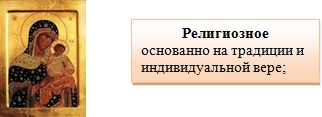 Религиозное
основанно на традиции и
индивидуальной вере;